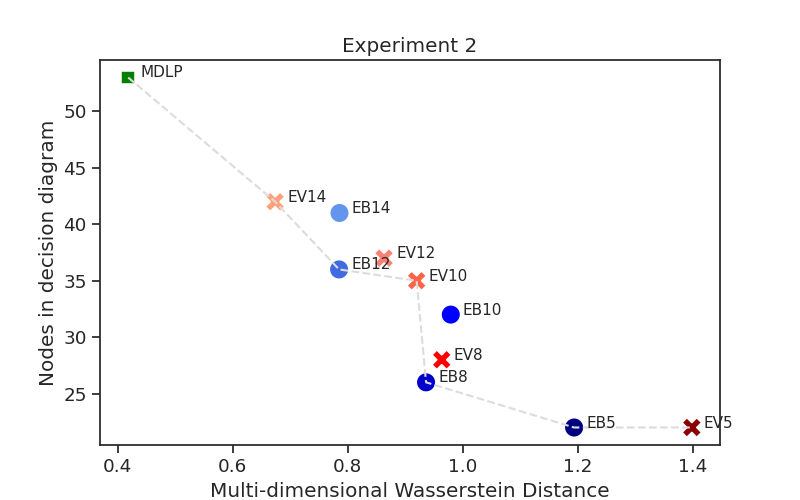 Experiment 2
MDLP
50
45
EV14
EB14
40
EV12
EB12
EV10
35
EB10
30
EV8
EB8
25
EB5
EV5
Nodes in decision diagram
0.4 0.6 0.8 1.0 1.2 1.4
Multi-dimensional Wasserstein Distance